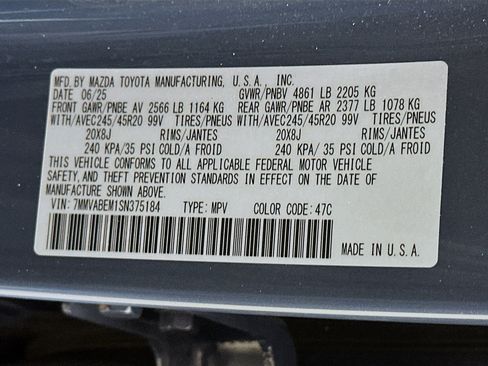 MFD. BY MAZDA TOYOTA MANUFACTURING, U.S.A., INC.
DATE 06/25 GVWR/PNBV 4861 LB 2205 KG
FRONT GAWR/PNBE AV 2566 LB 1164 KG REAR GAWR/PNBE AR 2377 LB 1078 KG
WITH/AVEC245/45R20 99V TIRES/PNEUS WITH/AVEC245/45R20 99V TIRES/PNEUS
20X8J RIMS/JANTES 20X8J RIMS/JANTES
240 KPA/35 PSI COLD/A FROID 240 KPA/35 PSI COLD/A FROID
THIS VEHICLE CONFORMS TO ALL APPLICABLE FEDERAL MOTOR VEHICLE
SAFETY, AND THEFT PREVENTION STANDARDS IN EFFECT ON THE DATE OF
MANUFACTURE SHOWN ABOVE.
VIN: 7MMVABEM1SN375184 TYPE: MPV COLOR CODE: 47C
MADE IN U.S.A.